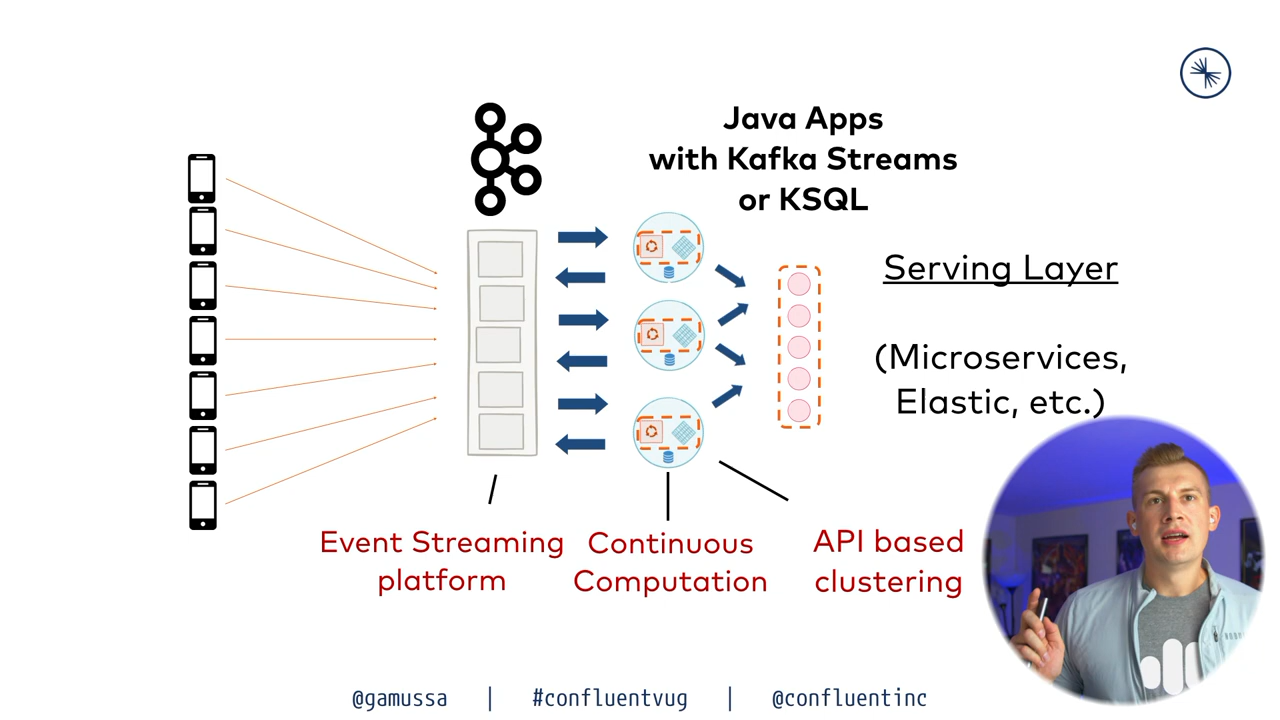 Java Apps
with Kafka Streams
or KSQL
Serving Layer
(Microservices,
Elastic, etc.)
Event Streaming
platform
Continuous
Computation
API based
clustering
@gamussa | #confluentvug | @confluentinc